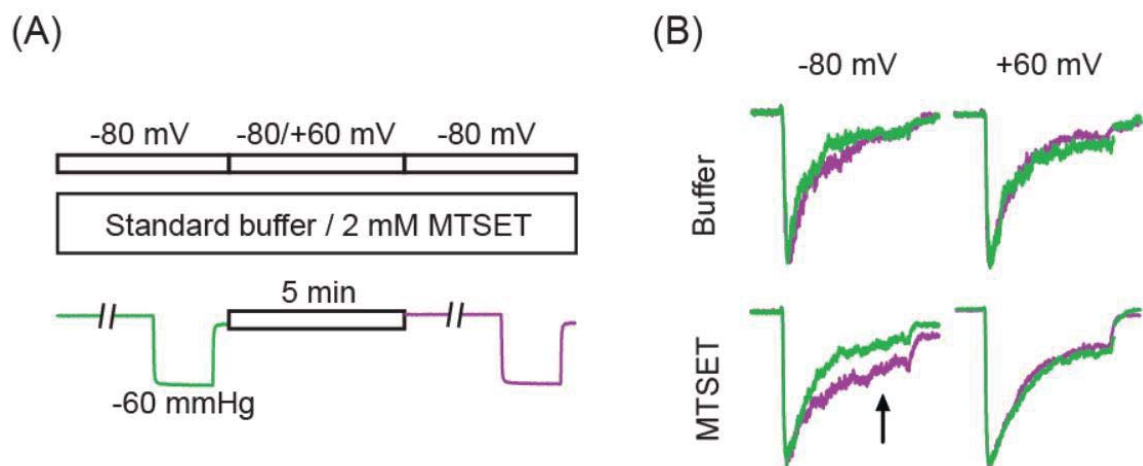 (A)
-80 mV -80/+60 mV -80 mV
Standard buffer / 2 mM MTSET
5 min
-60 mmHg
(B)
-80 mV +60 mV
Buffer
MTSET